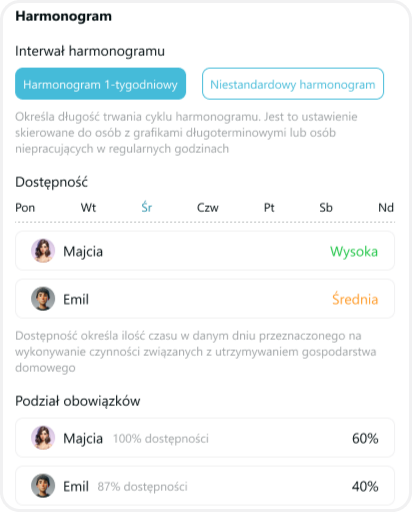 Harmonogram
Interwał harmonogramu
Harmonogram 1-tygodniowy Niestandardowy harmonogram
Określa długość trwania cyklu harmonogramu. Jest to ustawienie
skierowane do osób z grafikami długoterminowymi lub osób
niepracujących w regularnych godzinach
Dostępność
Pon Wt Śr Czw Pt Sb Nd
Majcia Wysoka
Emil Średnia
Dostępność określa ilość czasu w danym dniu przeznaczonego na
wykonywanie czynności związanych z utrzymywaniem gospodarstwa
domowego
Podział obowiązków
Majcia 100% dostępności 60%
Emil 87% dostępności 40%